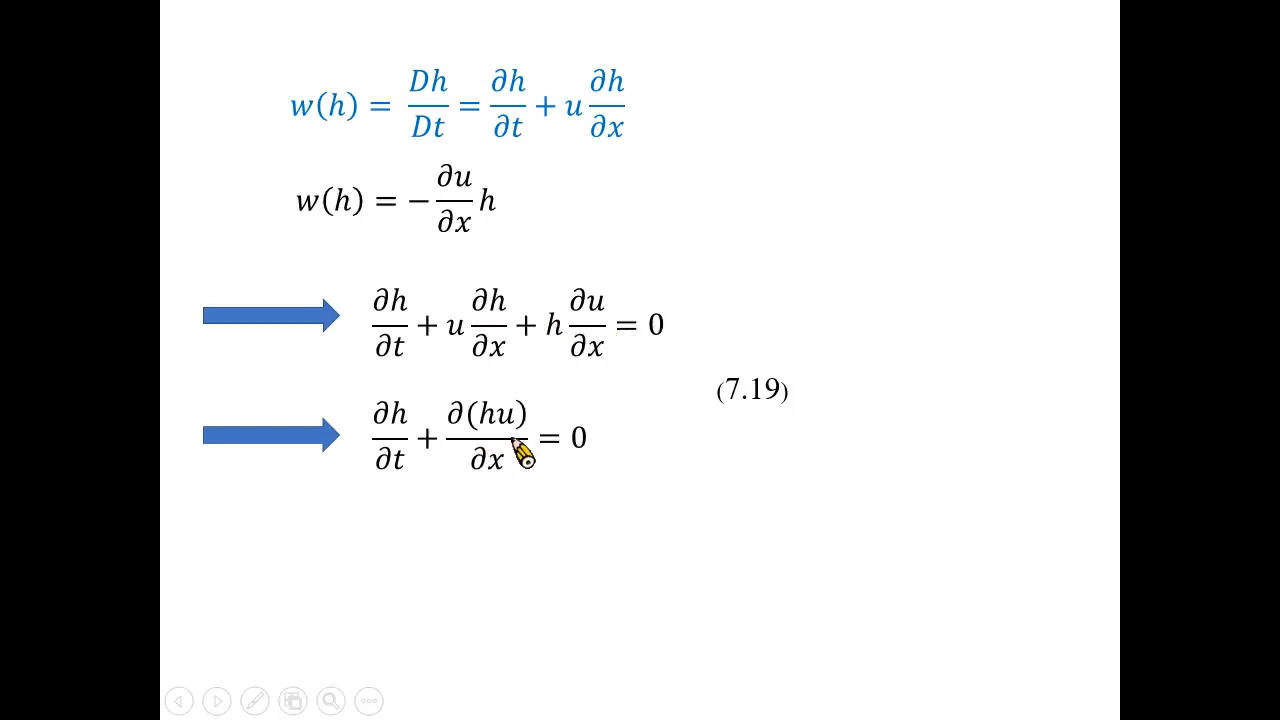 w(h) = Dh/Dt = ∂h/∂t + u ∂h/∂x
w(h) = − ∂u/∂x h
∂h/∂t + u ∂h/∂x + h ∂u/∂x = 0
(7.19)
∂h/∂t + ∂(hu)/∂x = 0